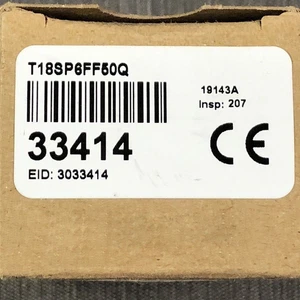 T18SP6FF50Q
19143A
Insp: 207
33414
CE
EID: 3033414